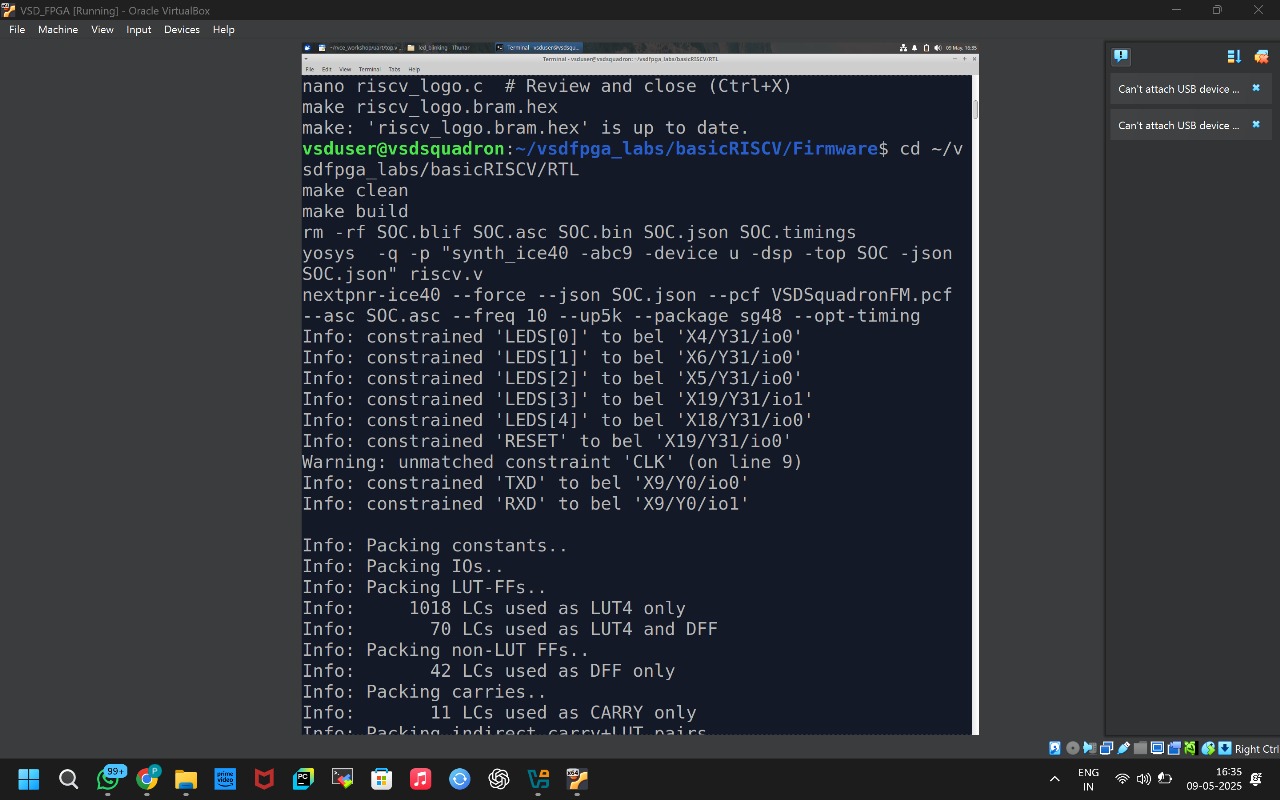 VSD_FPGA [Running] - Oracle VirtualBox
File Machine View Input Devices Help
Terminal - vsduser@vsdsqu...
09 May, 16:35
Terminal - vsduser@vsdsquadron: ~/vsdfpga_labs/basicRISCV/RTL
File Edit View Terminal Tabs Help
nano riscv_logo.c  # Review and close (Ctrl+X)
make riscv_logo.bram.hex
make: 'riscv_logo.bram.hex' is up to date.
vsduser@vsdsquadron:~/vsdfpga_labs/basicRISCV/Firmware$ cd ~/v
sdfpga_labs/basicRISCV/RTL
make clean
make build
rm -rf SOC.blif SOC.asc SOC.bin SOC.json SOC.timings
yosys  -q -p "synth_ice40 -abc9 -device u -dsp -top SOC -json
SOC.json" riscv.v
nextpnr-ice40 --force --json SOC.json --pcf VSDSquadronFM.pcf
--asc SOC.asc --freq 10 --up5k --package sg48 --opt-timing
Info: constrained 'LEDS[0]' to bel 'X4/Y31/io0'
Info: constrained 'LEDS[1]' to bel 'X6/Y31/io0'
Info: constrained 'LEDS[2]' to bel 'X5/Y31/io0'
Info: constrained 'LEDS[3]' to bel 'X19/Y31/io1'
Info: constrained 'LEDS[4]' to bel 'X18/Y31/io0'
Info: constrained 'RESET' to bel 'X19/Y31/io0'
Warning: unmatched constraint 'CLK' (on line 9)
Info: constrained 'TXD' to bel 'X9/Y0/io0'
Info: constrained 'RXD' to bel 'X9/Y0/io1'
Info: Packing constants..
Info: Packing IOs..
Info: Packing LUT-FFs..
Info:     1018 LCs used as LUT4 only
Info:       70 LCs used as LUT4 and DFF
Info: Packing non-LUT FFs..
Info:       42 LCs used as DFF only
Info: Packing carries..
Info:       11 LCs used as CARRY only
Info: Packing indirect carry+LUT pairs
Can't attach USB device ...
Can't attach USB device ...
Right Ctrl
99+
prime video
ENG
IN
16:35
09-05-2025